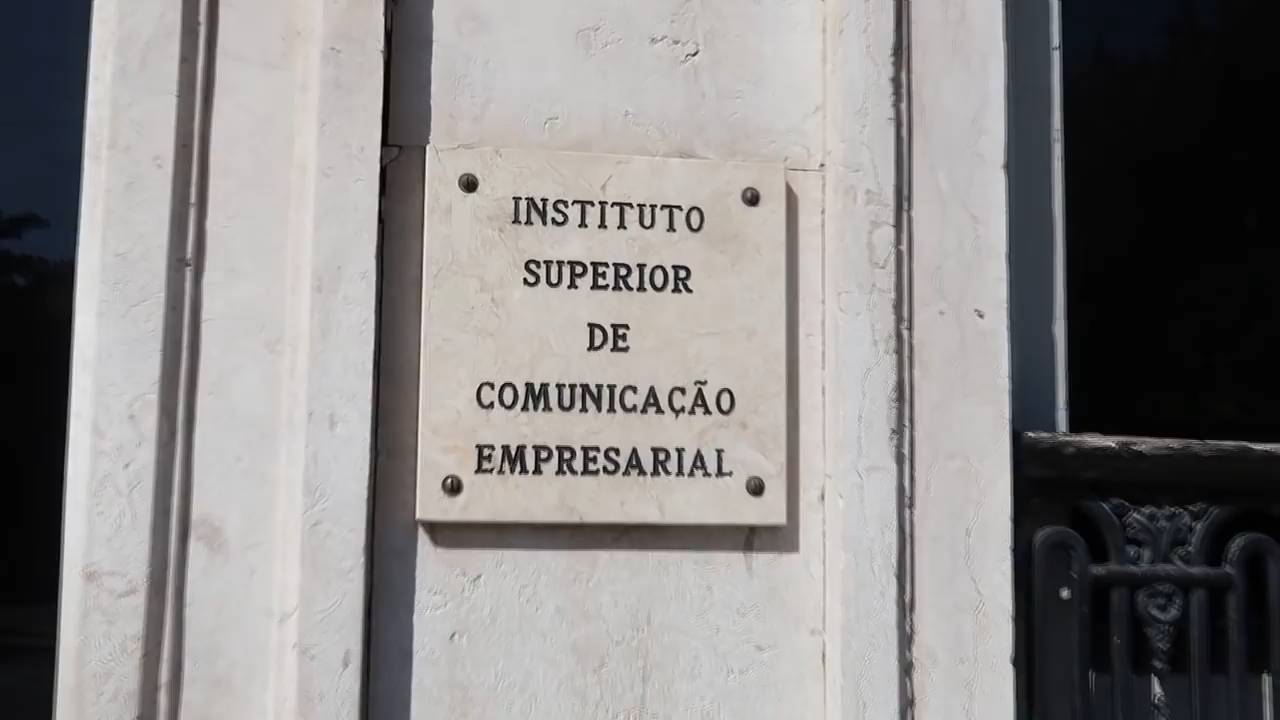 INSTITUTO
SUPERIOR
DE
COMUNICAÇÃO
EMPRESARIAL